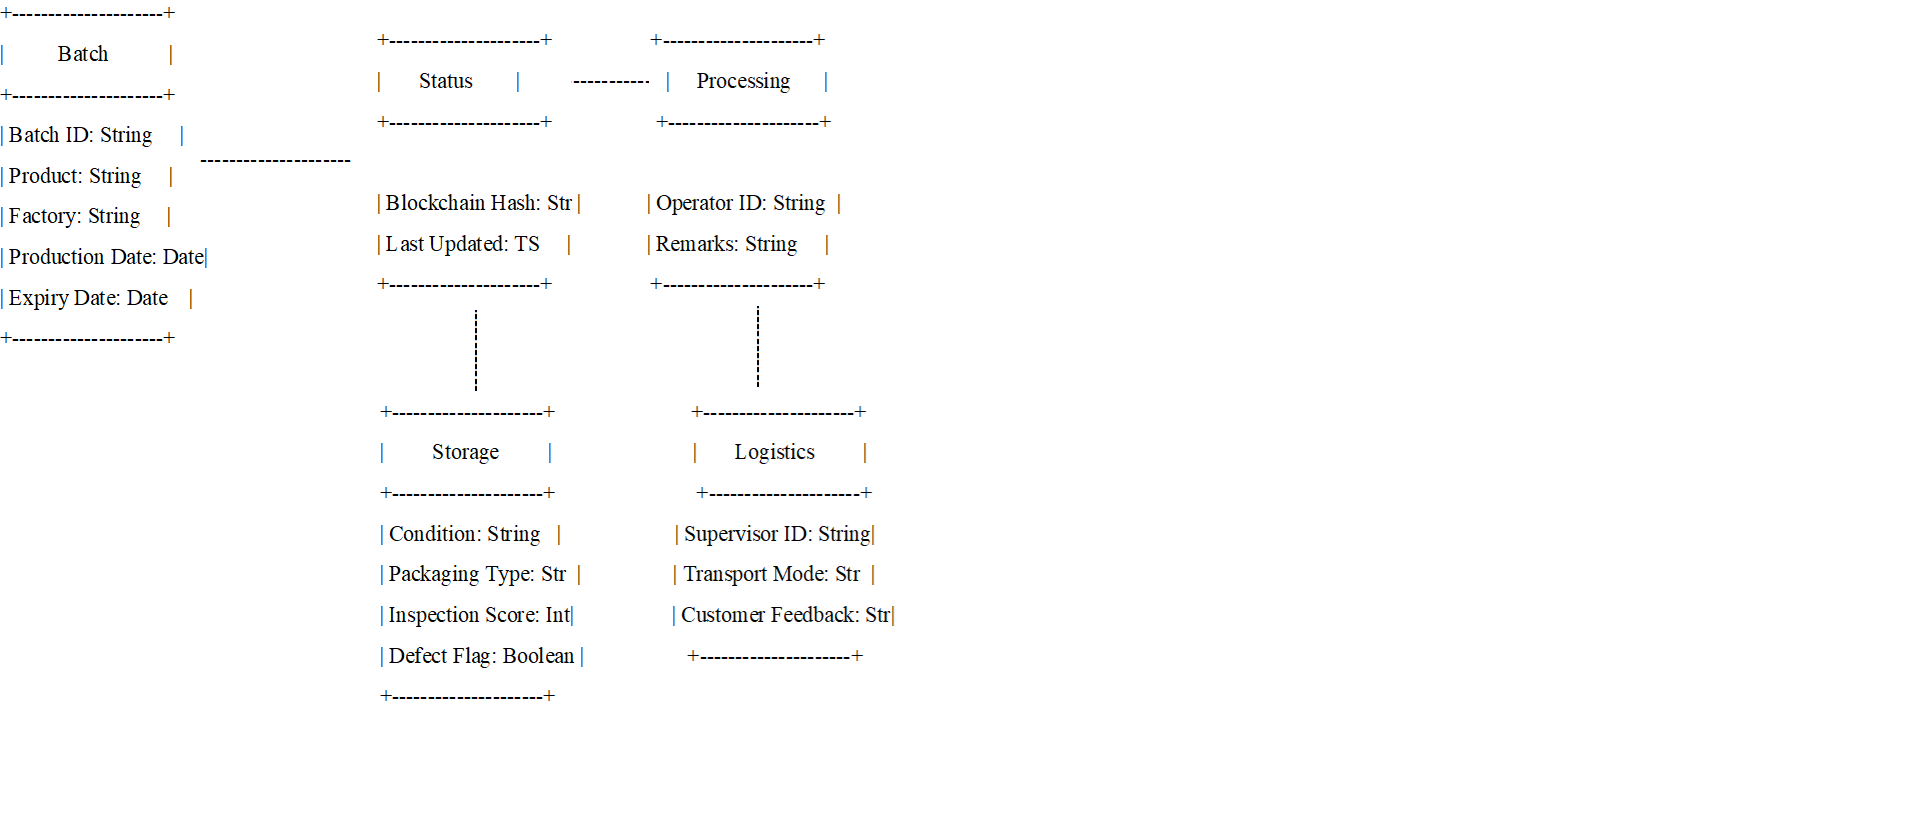 +---------------------+
| Batch |
+---------------------+
| Batch ID: String |
| Product: String |
| Factory: String |
| Production Date: Date|
| Expiry Date: Date |
+---------------------+
+---------------------+
| Status |
+---------------------+
| Blockchain Hash: Str |
| Last Updated: TS |
+---------------------+
+---------------------+
| Processing |
+---------------------+
| Operator ID: String |
| Remarks: String |
+---------------------+
+---------------------+
| Storage |
+---------------------+
| Condition: String |
| Packaging Type: Str |
| Inspection Score: Int|
| Defect Flag: Boolean |
+---------------------+
+---------------------+
| Logistics |
+---------------------+
| Supervisor ID: String|
| Transport Mode: Str |
| Customer Feedback: Str|
+---------------------+